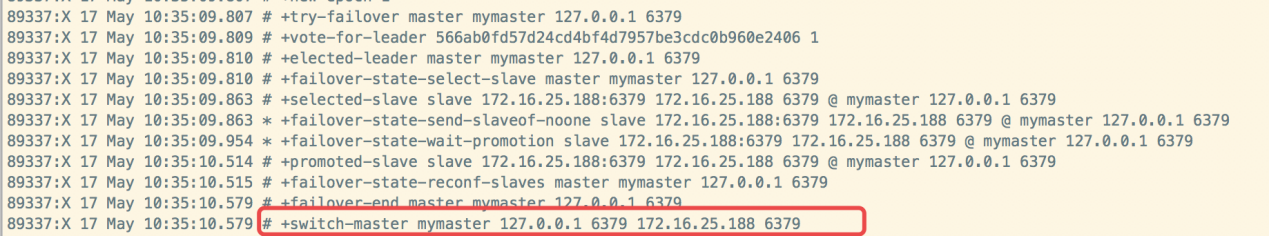 89337:X 17 May 10:35:09.807 # +new-epoch 1
89337:X 17 May 10:35:09.807 # +try-failover master mymaster 127.0.0.1 6379
89337:X 17 May 10:35:09.809 # +vote-for-leader 566ab0fd57d24cd4bf4d7957be3cdc0b960e2406 1
89337:X 17 May 10:35:09.810 # +elected-leader master mymaster 127.0.0.1 6379
89337:X 17 May 10:35:09.810 # +failover-state-select-slave master mymaster 127.0.0.1 6379
89337:X 17 May 10:35:09.863 # +selected-slave slave 172.16.25.188:6379 172.16.25.188 6379 @ mymaster 127.0.0.1 6379
89337:X 17 May 10:35:09.863 * +failover-state-send-slaveof-noone slave 172.16.25.188:6379 172.16.25.188 6379 @ mymaster 127.0.0.1 6379
89337:X 17 May 10:35:09.954 * +failover-state-wait-promotion slave 172.16.25.188:6379 172.16.25.188 6379 @ mymaster 127.0.0.1 6379
89337:X 17 May 10:35:10.514 # +promoted-slave slave 172.16.25.188:6379 172.16.25.188 6379 @ mymaster 127.0.0.1 6379
89337:X 17 May 10:35:10.515 # +failover-state-reconf-slaves master mymaster 127.0.0.1 6379
89337:X 17 May 10:35:10.579 # +failover-end master mymaster 127.0.0.1 6379
89337:X 17 May 10:35:10.579 # +switch-master mymaster 127.0.0.1 6379 172.16.25.188 6379